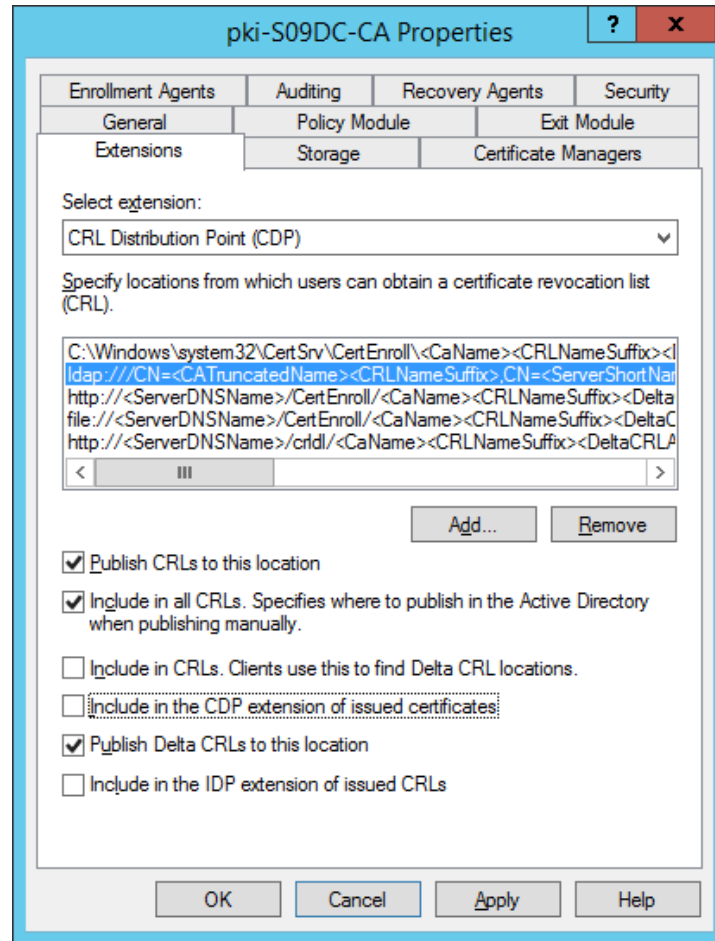 pki-S09DC-CA Properties
?
x
Enrollment Agents
Auditing
Recovery Agents
Security
General
Policy Module
Exit Module
Extensions
Storage
Certificate Managers
Select extension:
CRL Distribution Point (CDP)
Specify locations from which users can obtain a certificate revocation list
(CRL).
C:\Windows\system32\CertSrv\CertEnroll\<CaName><CRLNameSuffix><
ldap:///CN=<CATruncatedName><CRLNameSuffix>,CN=<ServerShortNar
http://<ServerDNSName>/CertEnroll/<CaName><CRLNameSuffix><Delta
file://<ServerDNSName>/CertEnroll/<CaName><CRLNameSuffix><DeltaC
http://<ServerDNSName>/crldl/<CaName><CRLNameSuffix><DeltaCRLA
Add...
Remove
Publish CRLs to this location
Include in all CRLs. Specifies where to publish in the Active Directory
when publishing manually.
Include in CRLs. Clients use this to find Delta CRL locations.
Include in the CDP extension of issued certificates
Publish Delta CRLs to this location
Include in the IDP extension of issued CRLs
OK
Cancel
Apply
Help